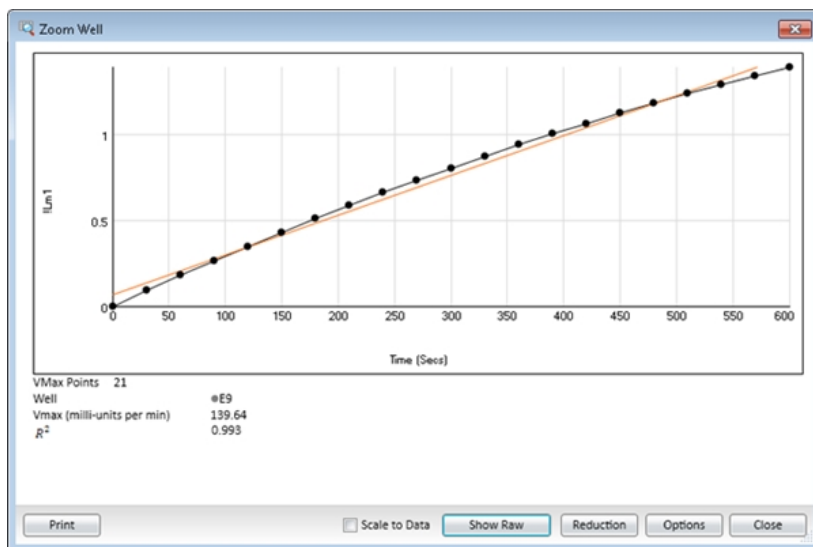 Zoom Well
1
0.5
0
!Lm1
0 50 100 150 200 250 300 350 400 450 500 550 600
Time (Secs)
VMax Points 21
Well E9
Vmax (milli-units per min) 139.64
R² 0.993
Print Scale to Data Show Raw Reduction Options Close